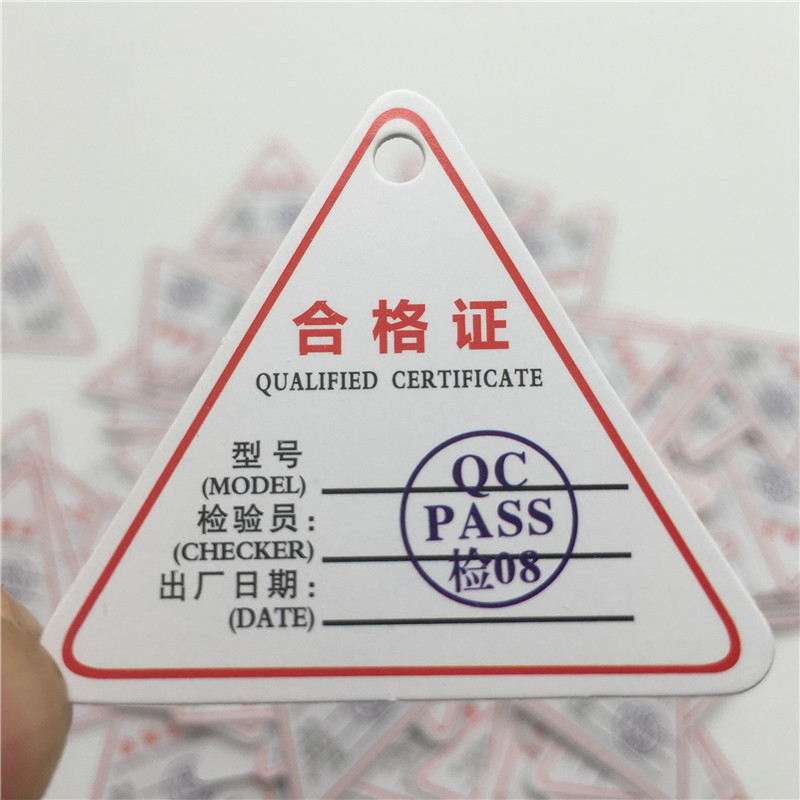 合格证
QUALIFIED CERTIFICATE
型号
(MODEL)
检验员:
(CHECKER)
出厂日期:
(DATE)
QC
PASS
检08